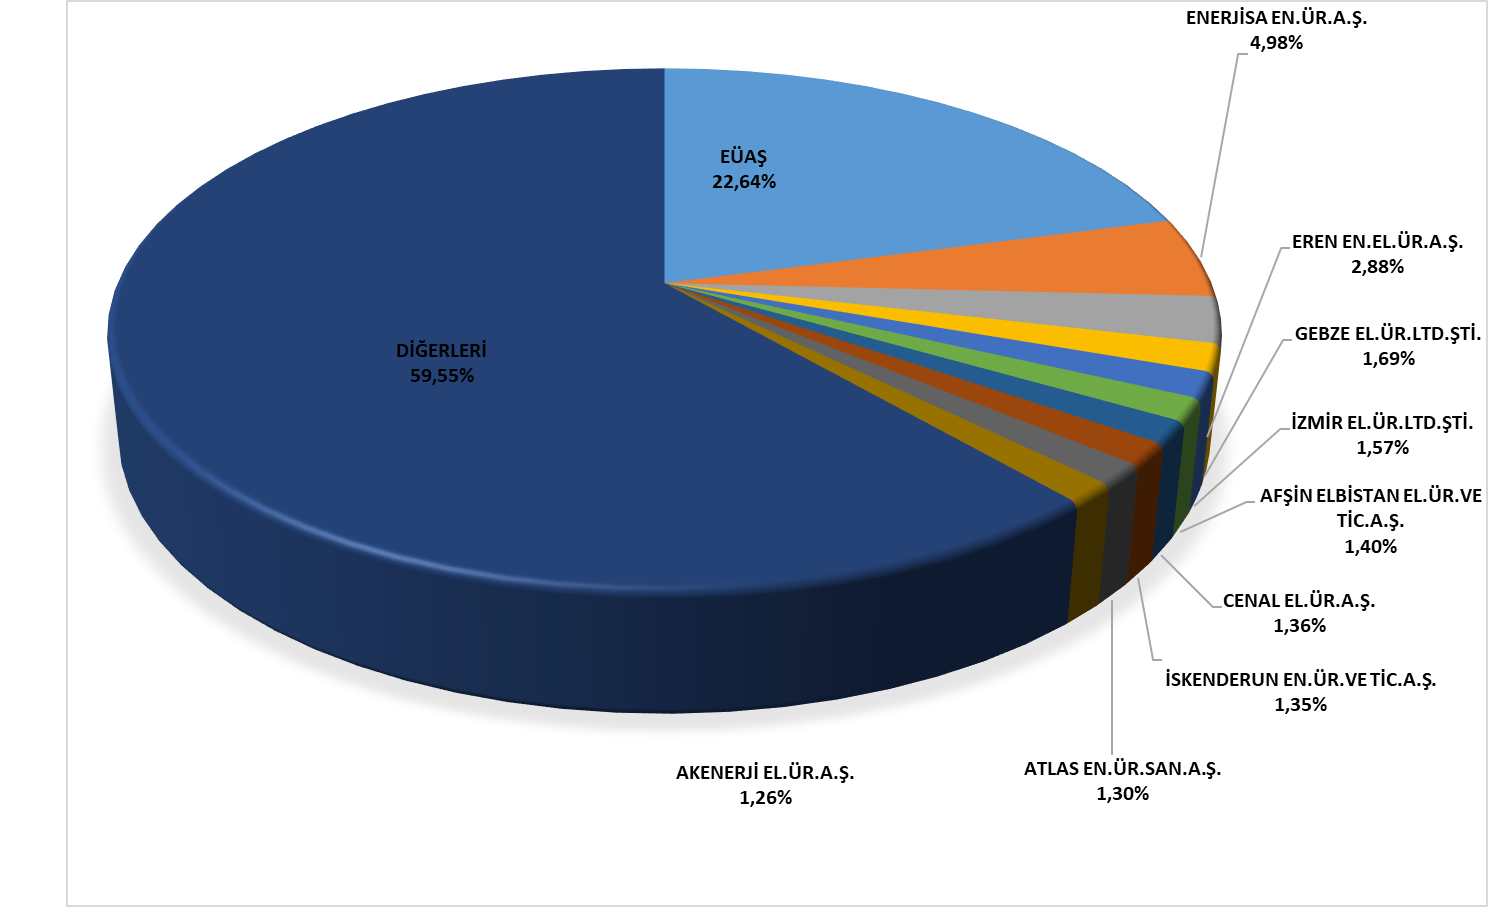 ENERJİSA EN.ÜR.A.Ş.
4,98%
EÜAŞ
22,64%
EREN EN.EL.ÜR.A.Ş.
2,88%
GEBZE EL.ÜR.LTD.ŞTİ.
1,69%
DİĞERLERİ
59,55%
İZMİR EL.ÜR.LTD.ŞTİ.
1,57%
AFŞİN ELBİSTAN EL.ÜR.VE
TİC.A.Ş.
1,40%
CENAL EL.ÜR.A.Ş.
1,36%
İSKENDERUN EN.ÜR.VE TİC.A.Ş.
1,35%
ATLAS EN.ÜR.SAN.A.Ş.
1,30%
AKENERJİ EL.ÜR.A.Ş.
1,26%